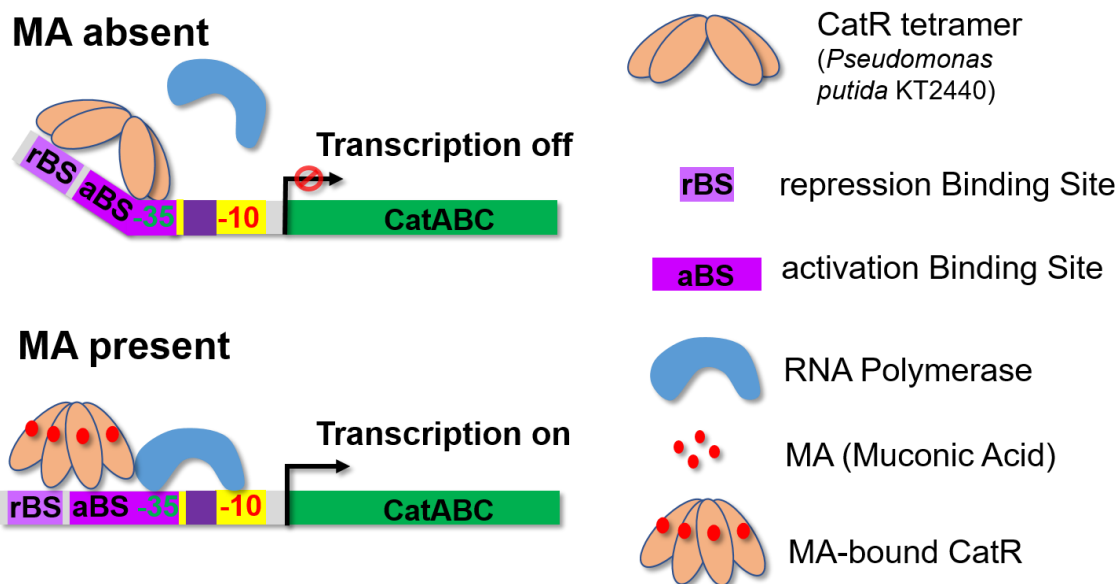 MA absent
rBS
aBS
-35
-10
Transcription off
CatABC
MA present
rBS
aBS
-35
-10
Transcription on
CatABC
CatR tetramer
(Pseudomonas
putida KT2440)
rBS
repression Binding Site
aBS
activation Binding Site
RNA Polymerase
MA (Muconic Acid)
MA-bound CatR